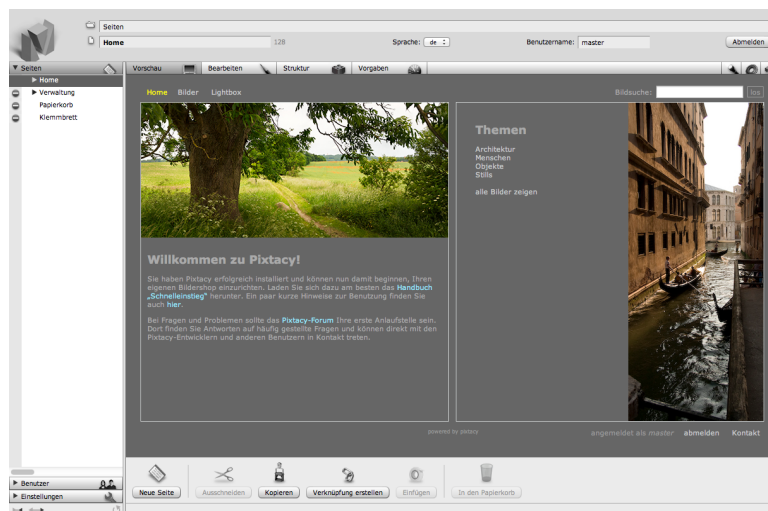 Seiten
Home 128 Sprache: de Benutzername: master Abmelden
Seiten
Home
Verwaltung
Papierkorb
Klemmbrett
Vorschau Bearbeiten Struktur Vorgaben
Home Bilder Lightbox Bildsuche: los
Themen
Architektur
Menschen
Objekte
Stills
alle Bilder zeigen
Willkommen zu Pixtacy!
Sie haben Pixtacy erfolgreich installiert und können nun damit beginnen, Ihren
eigenen Bildershop einzurichten. Laden Sie sich dazu am besten das Handbuch
„Schnelleinstieg“ herunter. Ein paar kurze Hinweise zur Benutzung finden Sie
auch hier.
Bei Fragen und Problemen sollte das Pixtacy-Forum Ihre erste Anlaufstelle sein.
Dort finden Sie Antworten auf häufig gestellte Fragen und können direkt mit den
Pixtacy-Entwicklern und anderen Benutzern in Kontakt treten.
powered by pixtacy
angemeldet als master abmelden Kontakt
Benutzer
Einstellungen
Neue Seite Ausschneiden Kopieren Verknüpfung erstellen Einfügen In den Papierkorb